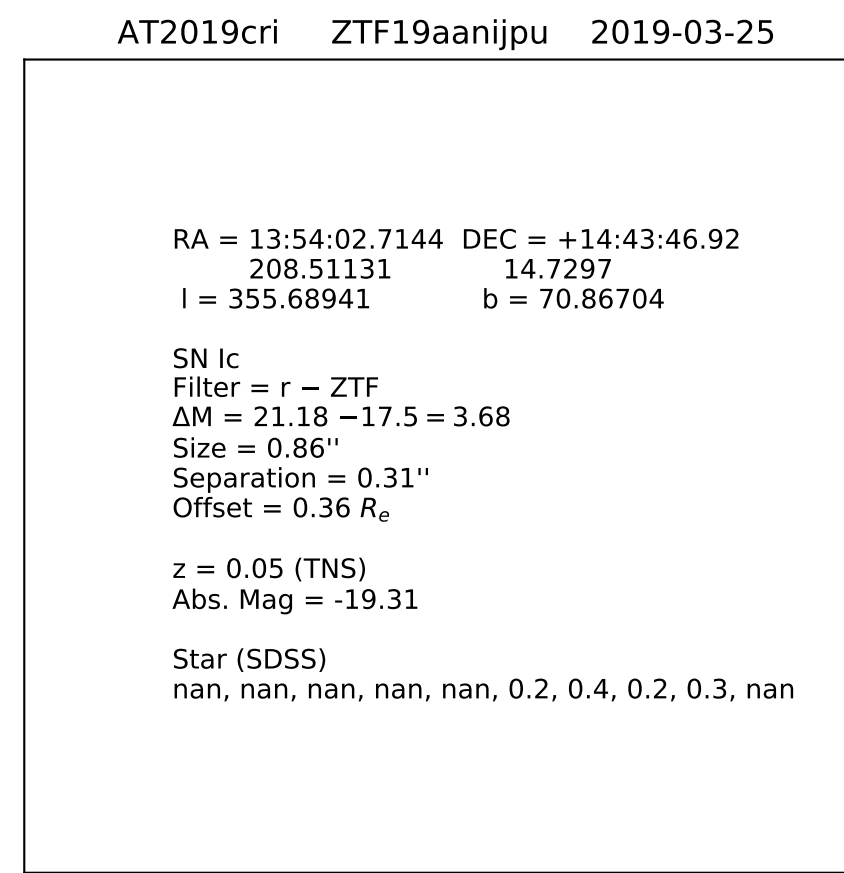 AT2019cri ZTF19aanijpu 2019-03-25
RA = 13:54:02.7144 DEC = +14:43:46.92
208.51131 14.7297
l = 355.68941 b = 70.86704
SN Ic
Filter = r − ZTF
ΔM = 21.18 −17.5 = 3.68
Size = 0.86''
Separation = 0.31''
Offset = 0.36 Rₑ
z = 0.05 (TNS)
Abs. Mag = -19.31
Star (SDSS)
nan, nan, nan, nan, nan, 0.2, 0.4, 0.2, 0.3, nan